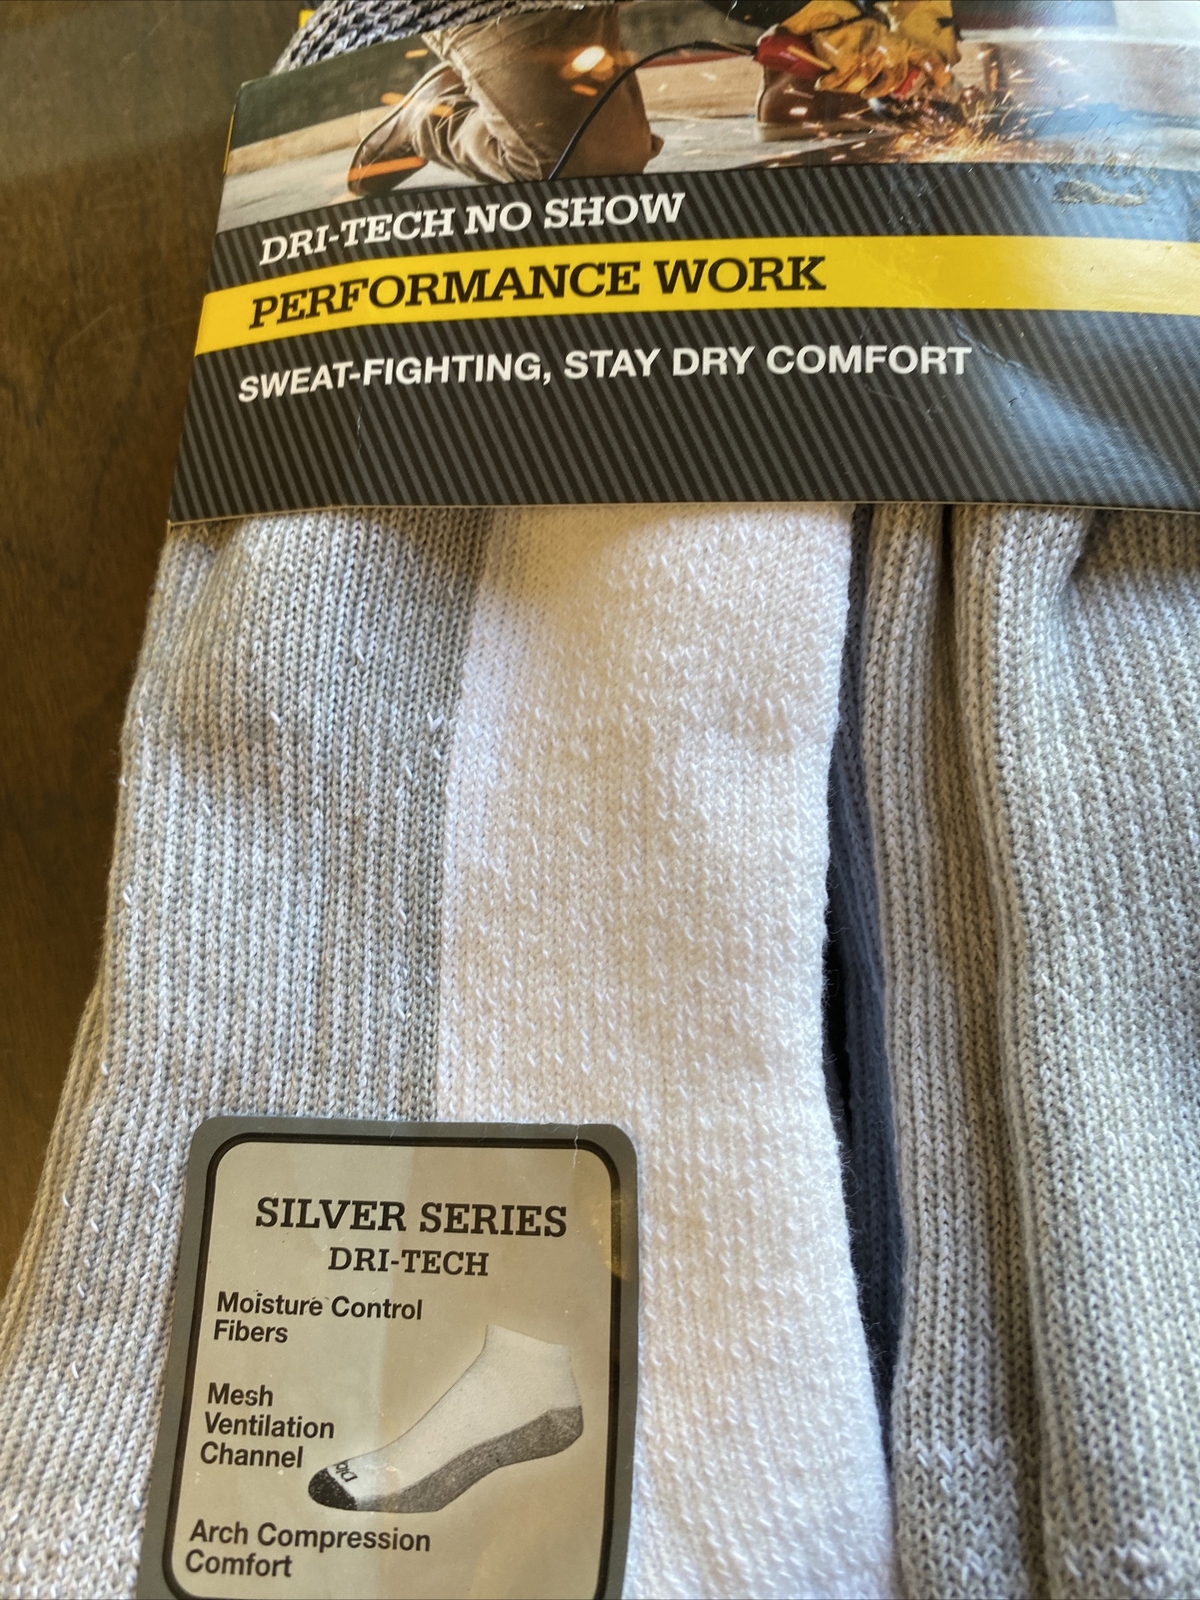 DRI-TECH NO SHOW
PERFORMANCE WORK
SWEAT-FIGHTING, STAY DRY COMFORT
SILVER SERIES
DRI-TECH
Moisture Control
Fibers
Mesh
Ventilation
Channel
Arch Compression
Comfort